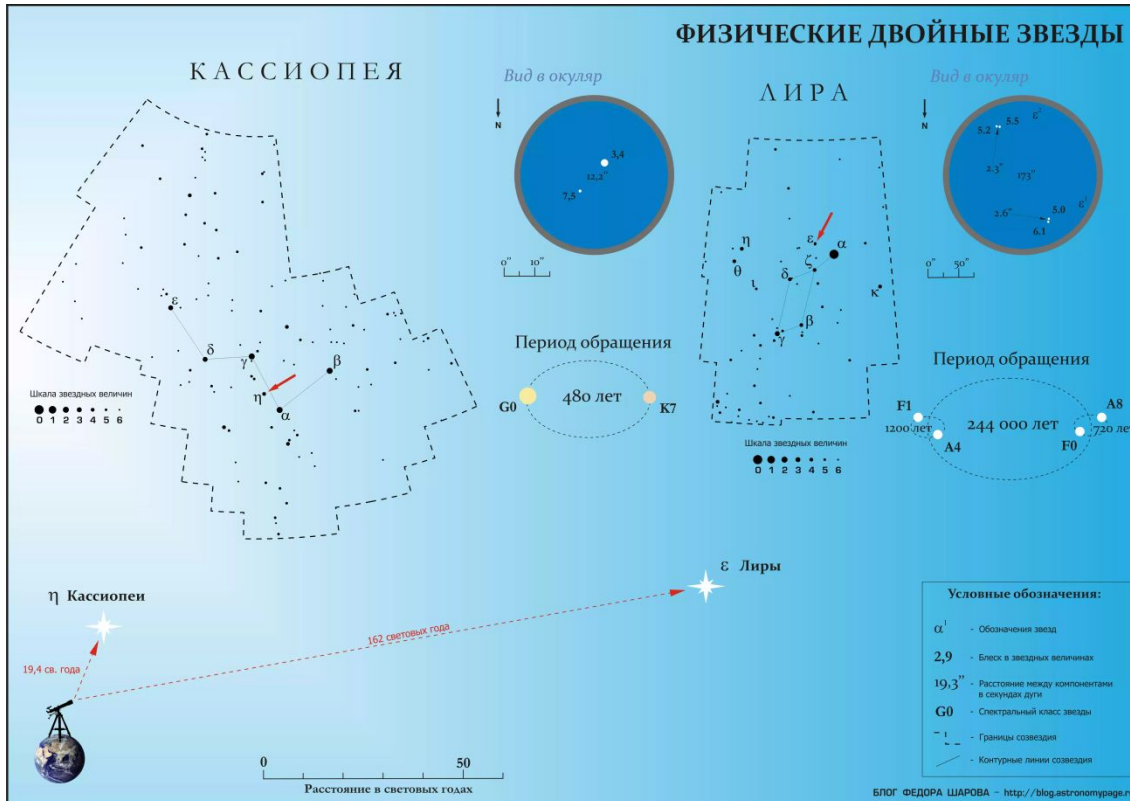 ФИЗИЧЕСКИЕ ДВОЙНЫЕ ЗВЕЗДЫ
КАССИОПЕЯ
ε
δ
γ
η
α
β
Шкала звездных величин
0 1 2 3 4 5 6
Вид в окуляр
N
3,4
12,2"
7,5
0" 10"
Период обращения
480 лет
G0
K7
ЛИРА
η
θ
ι
ε
α
ζ
δ
κ
β
γ
Шкала звездных величин
0 1 2 3 4 5 6
Вид в окуляр
N
5.2 5.5 ε²
2.3"
173"
2.6" 5.0 ε¹
6.1
0" 50"
Период обращения
F1 A8
1200 лет 244 000 лет 720 лет
A4 F0
η Кассиопеи
19,4 св. года
ε Лиры
162 световых года
0 50
Расстояние в световых годах
Условные обозначения:
α¹ - Обозначения звезд
2,9 - Блеск в звездных величинах
19,3" - Расстояние между компонентами
в секундах дуги
G0 - Спектральный класс звезды
- Границы созвездия
- Контурные линии созвездия
БЛОГ ФЕДОРА ШАРОВА - http://blog.astronomypage.r